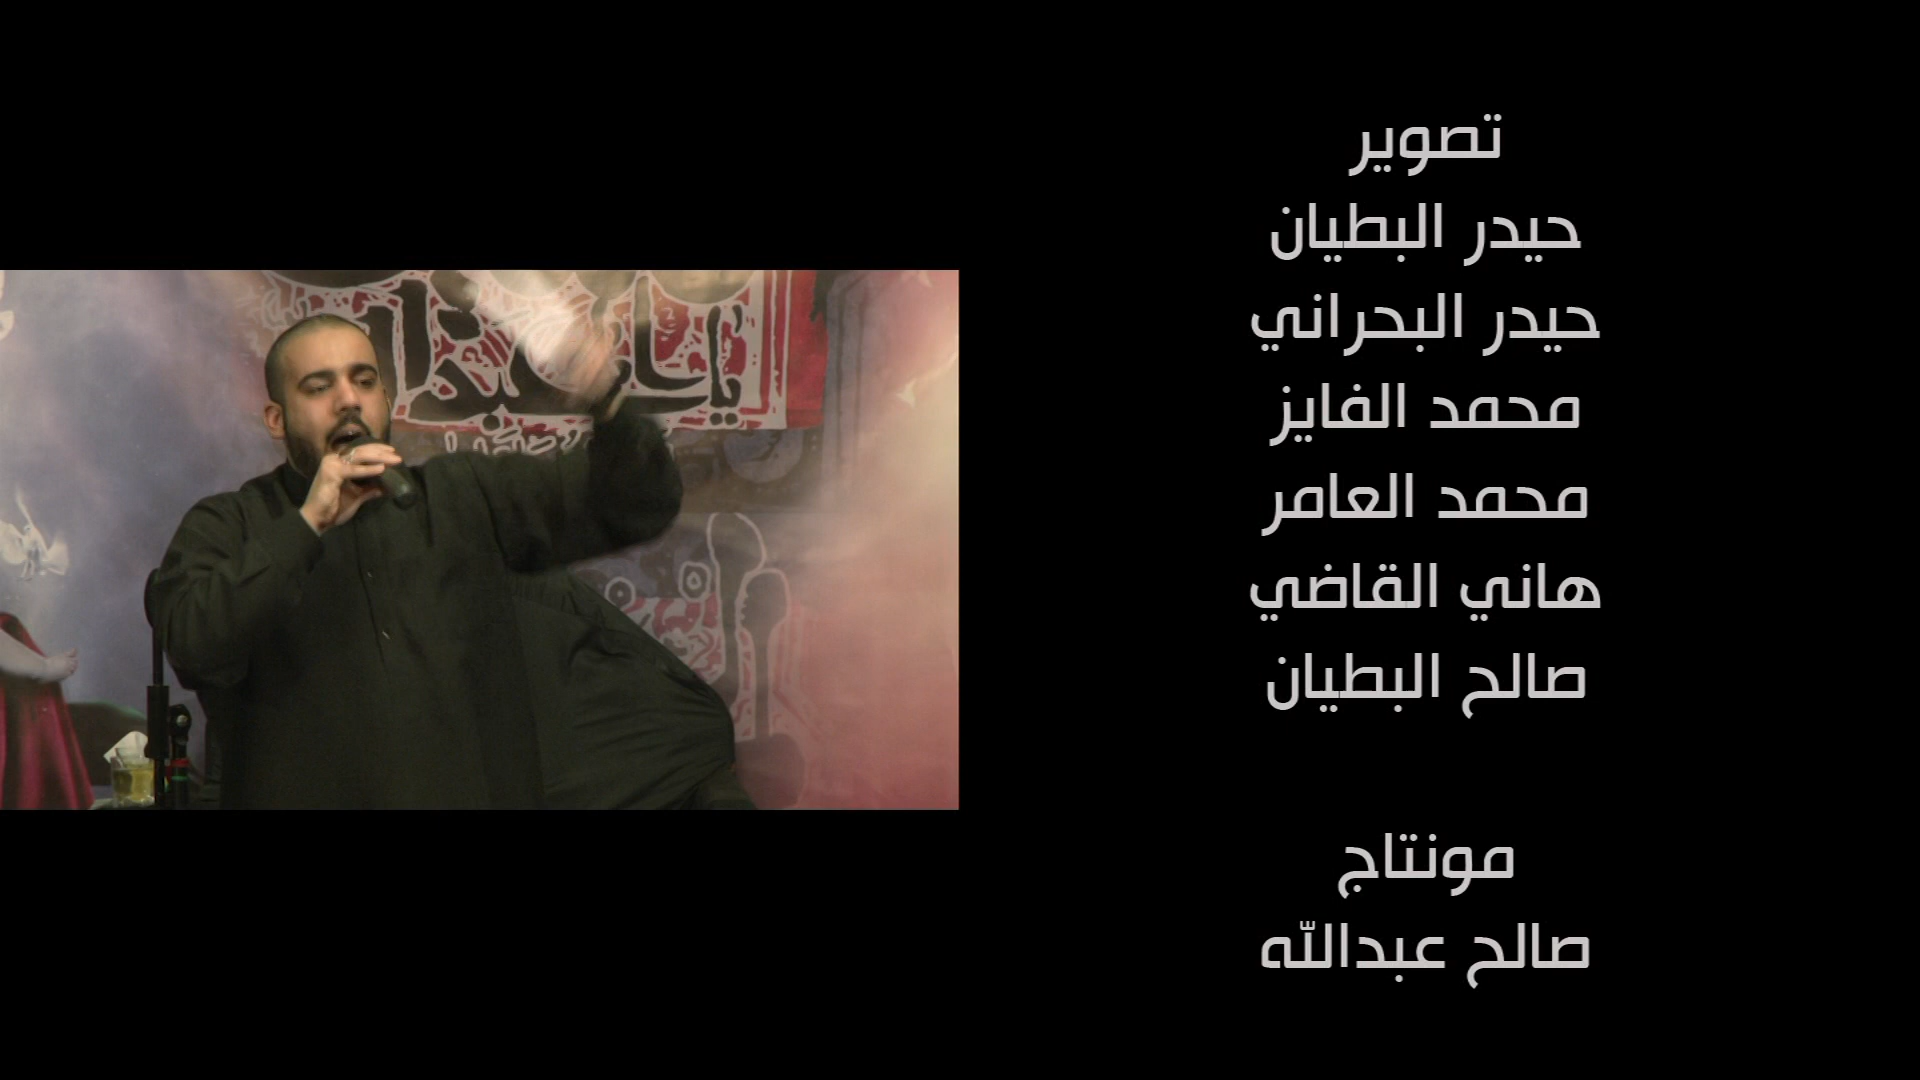 تصوير
حيدر البطيان
حيدر البحراني
محمد الفايز
محمد العامر
هاني القاضي
صالح البطيان
مونتاج
صالح عبدالله